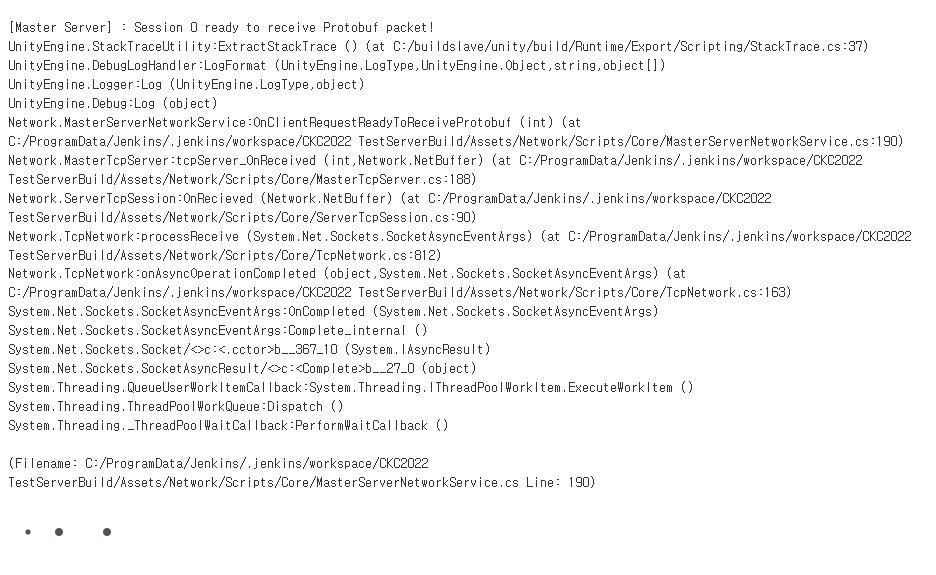 [Master Server] : Session 0 ready to receive Protobuf packet!
UnityEngine.StackTraceUtility:ExtractStackTrace () (at C:/buildslave/unity/build/Runtime/Export/Scripting/StackTrace.cs:37)
UnityEngine.DebugLogHandler:LogFormat (UnityEngine.LogType,UnityEngine.Object,string,object[])
UnityEngine.Logger:Log (UnityEngine.LogType,object)
UnityEngine.Debug:Log (object)
Network.MasterServerNetworkService:OnClientRequestReadyToReceiveProtobuf (int) (at
C:/ProgramData/Jenkins/.jenkins/workspace/CKC2022 TestServerBuild/Assets/Network/Scripts/Core/MasterServerNetworkService.cs:190)
Network.MasterTcpServer:tcpServer_OnReceived (int,Network.NetBuffer) (at C:/ProgramData/Jenkins/.jenkins/workspace/CKC2022
TestServerBuild/Assets/Network/Scripts/Core/MasterTcpServer.cs:188)
Network.ServerTcpSession:OnRecieved (Network.NetBuffer) (at C:/ProgramData/Jenkins/.jenkins/workspace/CKC2022
TestServerBuild/Assets/Network/Scripts/Core/ServerTcpSession.cs:90)
Network.TcpNetwork:processReceive (System.Net.Sockets.SocketAsyncEventArgs) (at C:/ProgramData/Jenkins/.jenkins/workspace/CKC2022
TestServerBuild/Assets/Network/Scripts/Core/TcpNetwork.cs:812)
Network.TcpNetwork:onAsyncOperationCompleted (object,System.Net.Sockets.SocketAsyncEventArgs) (at
C:/ProgramData/Jenkins/.jenkins/workspace/CKC2022 TestServerBuild/Assets/Network/Scripts/Core/TcpNetwork.cs:163)
System.Net.Sockets.SocketAsyncEventArgs:OnCompleted (System.Net.Sockets.SocketAsyncEventArgs)
System.Net.Sockets.SocketAsyncEventArgs:Complete_internal ()
System.Net.Sockets.Socket/<>c:<.cctor>b__367_10 (System.IAsyncResult)
System.Net.Sockets.SocketAsyncResult/<>c:<Complete>b__27_0 (object)
System.Threading.QueueUserWorkItemCallback:System.Threading.IThreadPoolWorkItem.ExecuteWorkItem ()
System.Threading.ThreadPoolWorkQueue:Dispatch ()
System.Threading._ThreadPoolWaitCallback:PerformWaitCallback ()

(Filename: C:/ProgramData/Jenkins/.jenkins/workspace/CKC2022
TestServerBuild/Assets/Network/Scripts/Core/MasterServerNetworkService.cs Line: 190)